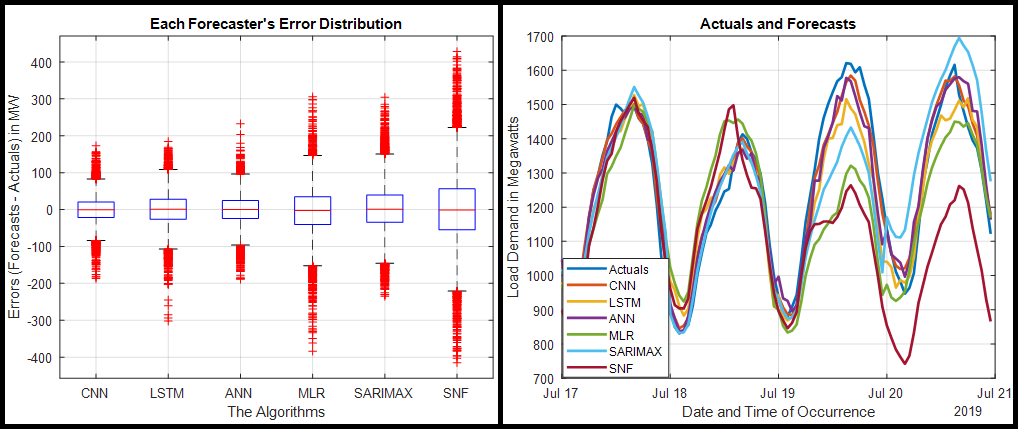 Each Forecaster's Error Distribution
Errors (Forecasts - Actuals) in MW
400
300
200
100
0
-100
-200
-300
-400
CNN LSTM ANN MLR SARIMAX SNF
The Algorithms
Actuals and Forecasts
Load Demand in Megawatts
1700
1600
1500
1400
1300
1200
1100
1000
900
800
700
Actuals
CNN
LSTM
ANN
MLR
SARIMAX
SNF
Jul 17 Jul 18 Jul 19 Jul 20 Jul 21
Date and Time of Occurrence
2019